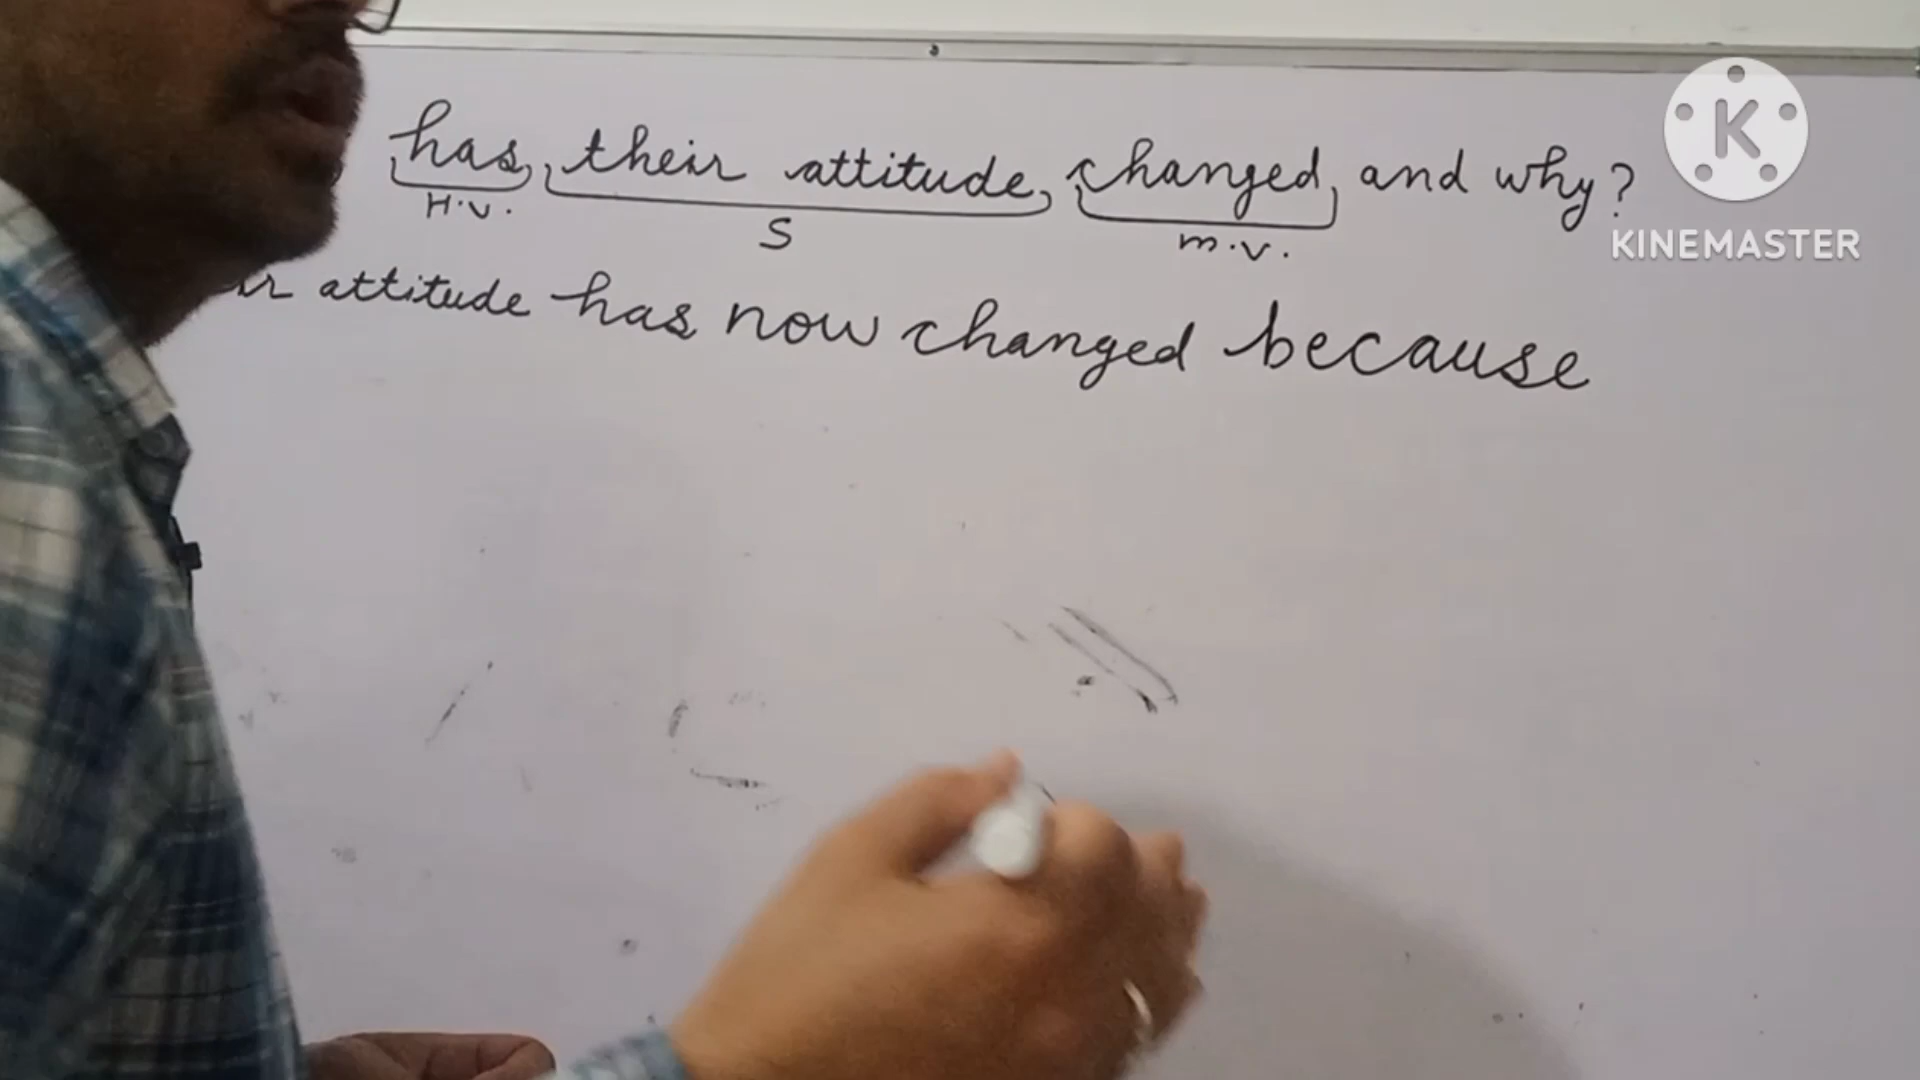 has their attitude changed and why?
H.V. S m.v.
attitude has now changed because
K
KINEMASTER